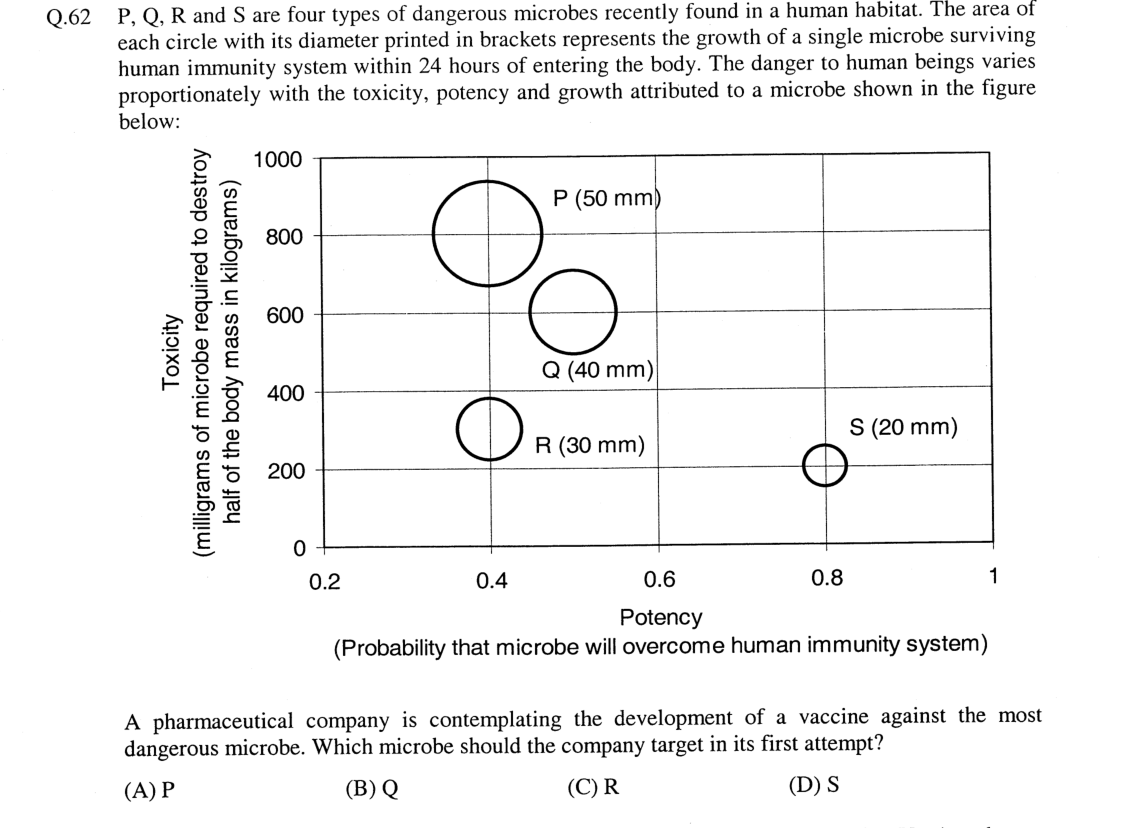 Q.62 P, Q, R and S are four types of dangerous microbes recently found in a human habitat. The area of
each circle with its diameter printed in brackets represents the growth of a single microbe surviving
human immunity system within 24 hours of entering the body. The danger to human beings varies
proportionately with the toxicity, potency and growth attributed to a microbe shown in the figure
below:
Toxicity
(milligrams of microbe required to destroy
half of the body mass in kilograms)
1000
800
600
400
200
0
P (50 mm)
Q (40 mm)
R (30 mm)
S (20 mm)
0.2
0.4
0.6
0.8
1
Potency
(Probability that microbe will overcome human immunity system)
A pharmaceutical company is contemplating the development of a vaccine against the most
dangerous microbe. Which microbe should the company target in its first attempt?
(A) P (B) Q (C) R (D) S